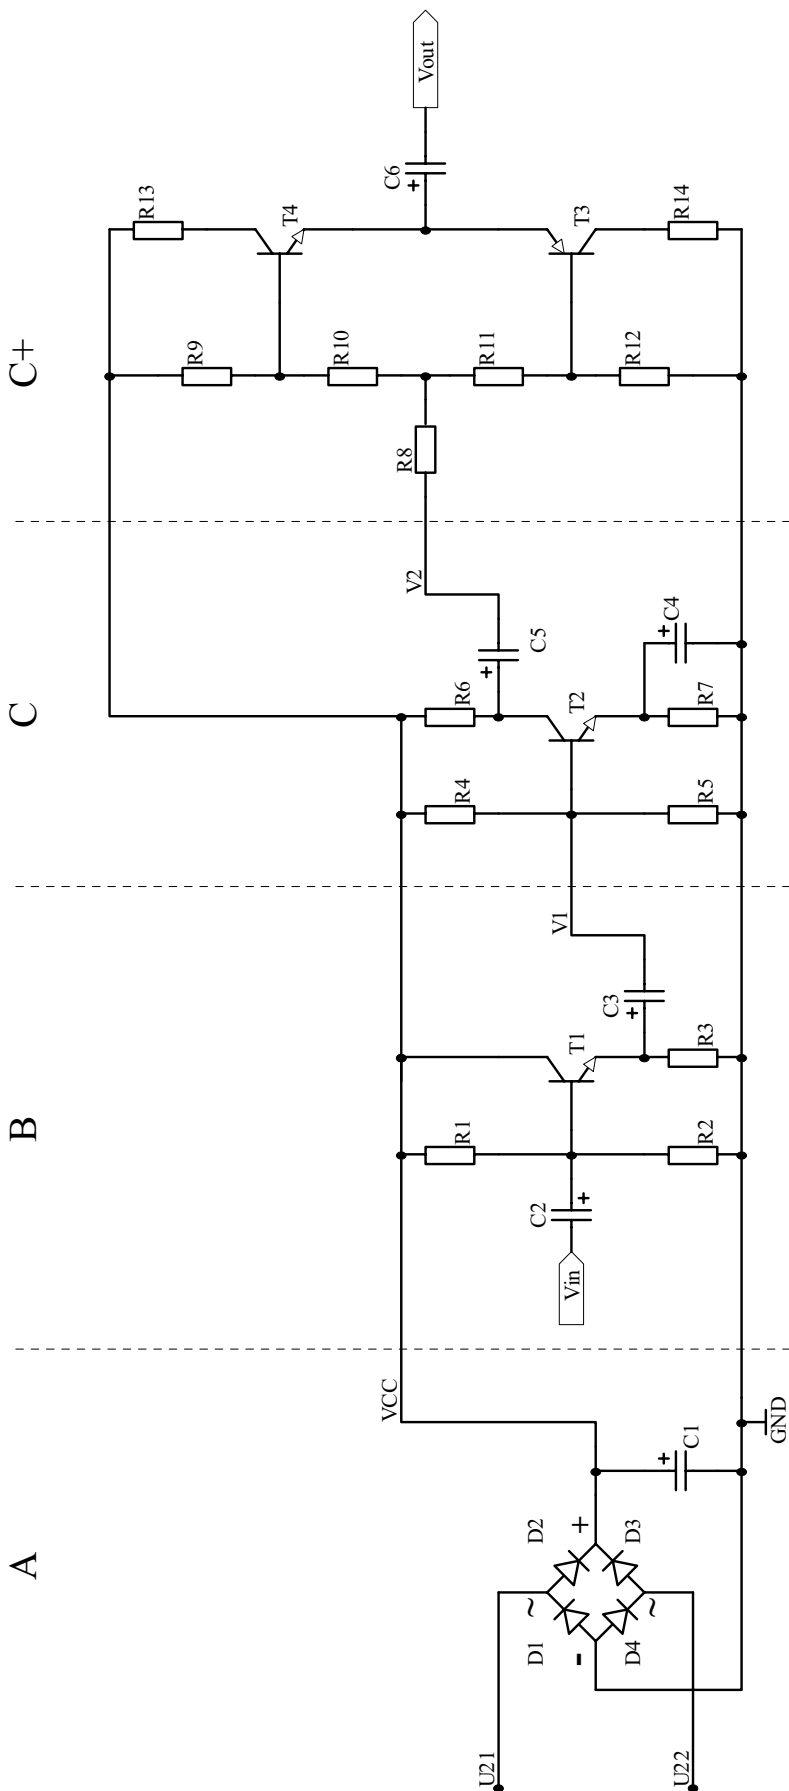 A
B
C
C+
U21
U22
D1
D2
D3
D4
~
~
-
+
+
C1
GND
VCC
Vin
C2
+
R1
R2
T1
R3
C3
+
V1
R4
R5
R6
T2
R7
+
C4
+
C5
V2
R8
R9
R10
R11
R12
R13
T4
T3
R14
C6
+
Vout